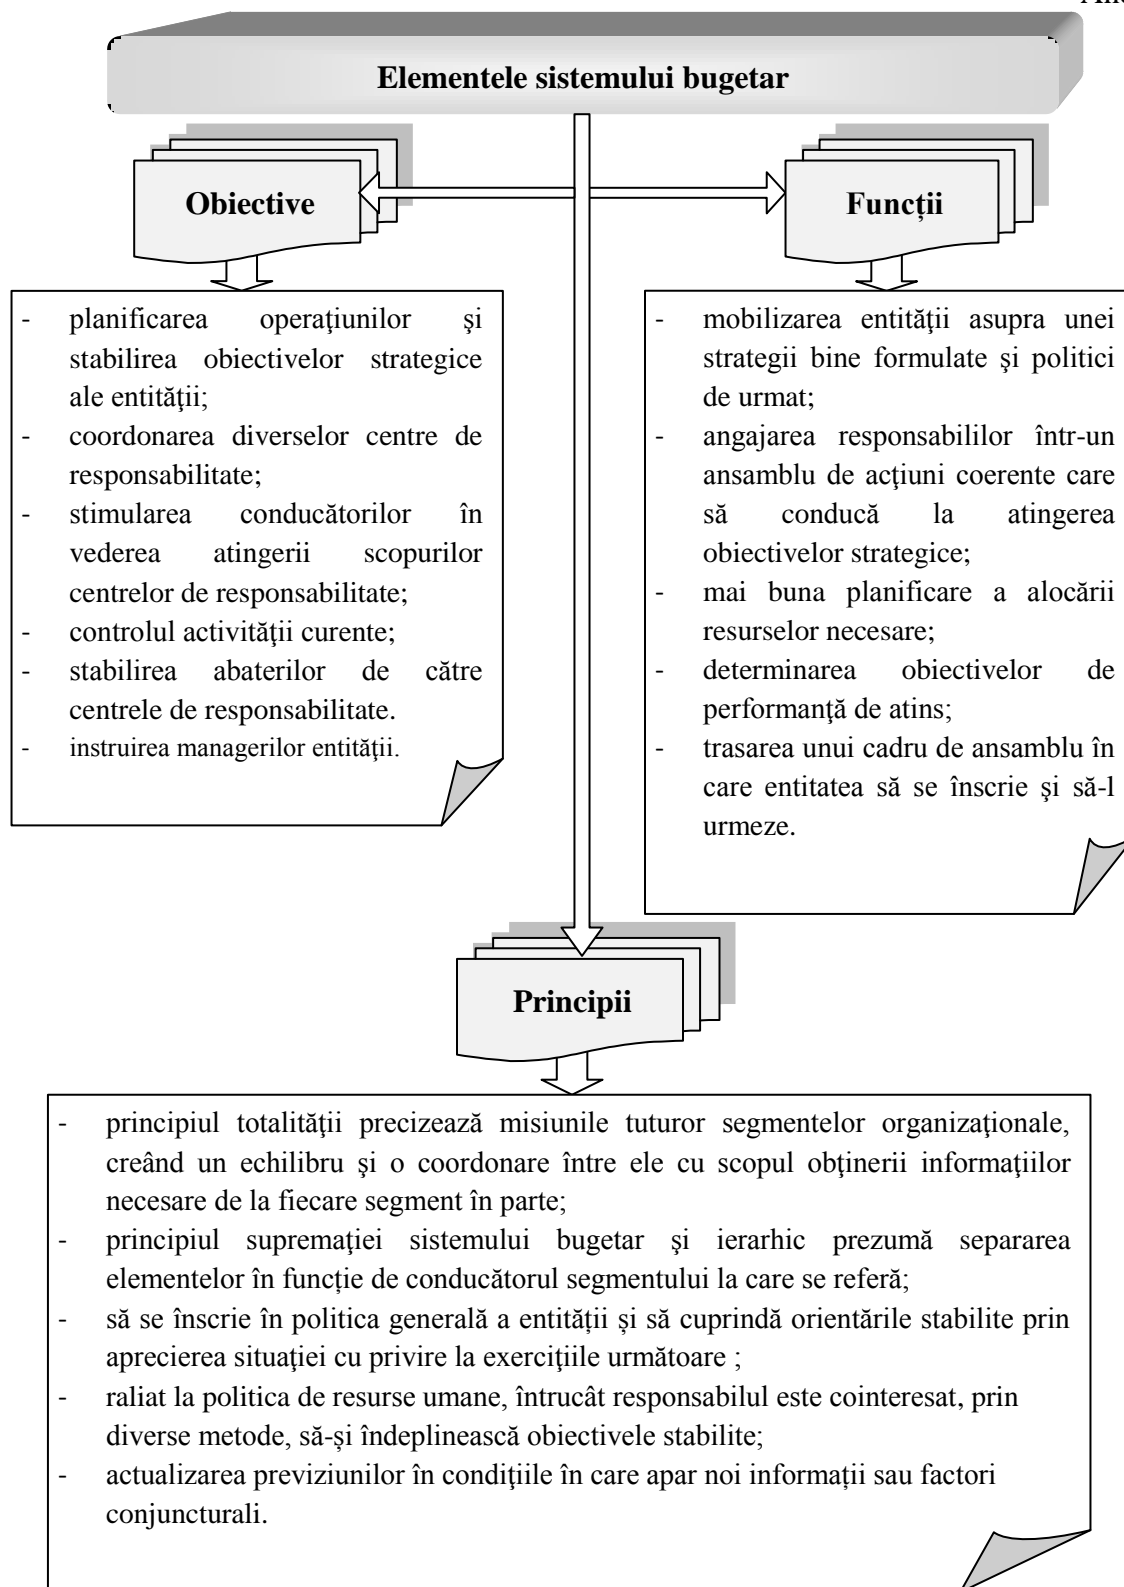 Elementele sistemului bugetar
Obiective
- planificarea operaţiunilor şi
stabilirea obiectivelor strategice
ale entităţii;
- coordonarea diverselor centre de
responsabilitate;
- stimularea conducătorilor în
vederea atingerii scopurilor
centrelor de responsabilitate;
- controlul activităţii curente;
- stabilirea abaterilor de către
centrele de responsabilitate.
- instruirea managerilor entităţii.
Funcții
- mobilizarea entităţii asupra unei
strategii bine formulate şi politici
de urmat;
- angajarea responsabililor într-un
ansamblu de acţiuni coerente care
să conducă la atingerea
obiectivelor strategice;
- mai buna planificare a alocării
resurselor necesare;
- determinarea obiectivelor de
performanţă de atins;
- trasarea unui cadru de ansamblu în
care entitatea să se înscrie şi să-l
urmeze.
Principii
- principiul totalităţii precizează misiunile tuturor segmentelor organizaţionale,
creând un echilibru şi o coordonare între ele cu scopul obţinerii informaţiilor
necesare de la fiecare segment în parte;
- principiul supremaţiei sistemului bugetar şi ierarhic prezumă separarea
elementelor în funcție de conducătorul segmentului la care se referă;
- să se înscrie în politica generală a entității și să cuprindă orientările stabilite prin
aprecierea situaţiei cu privire la exerciţiile următoare ;
- raliat la politica de resurse umane, întrucât responsabilul este cointeresat, prin
diverse metode, să-și îndeplinească obiectivele stabilite;
- actualizarea previziunilor în condiţiile în care apar noi informații sau factori
conjuncturali.